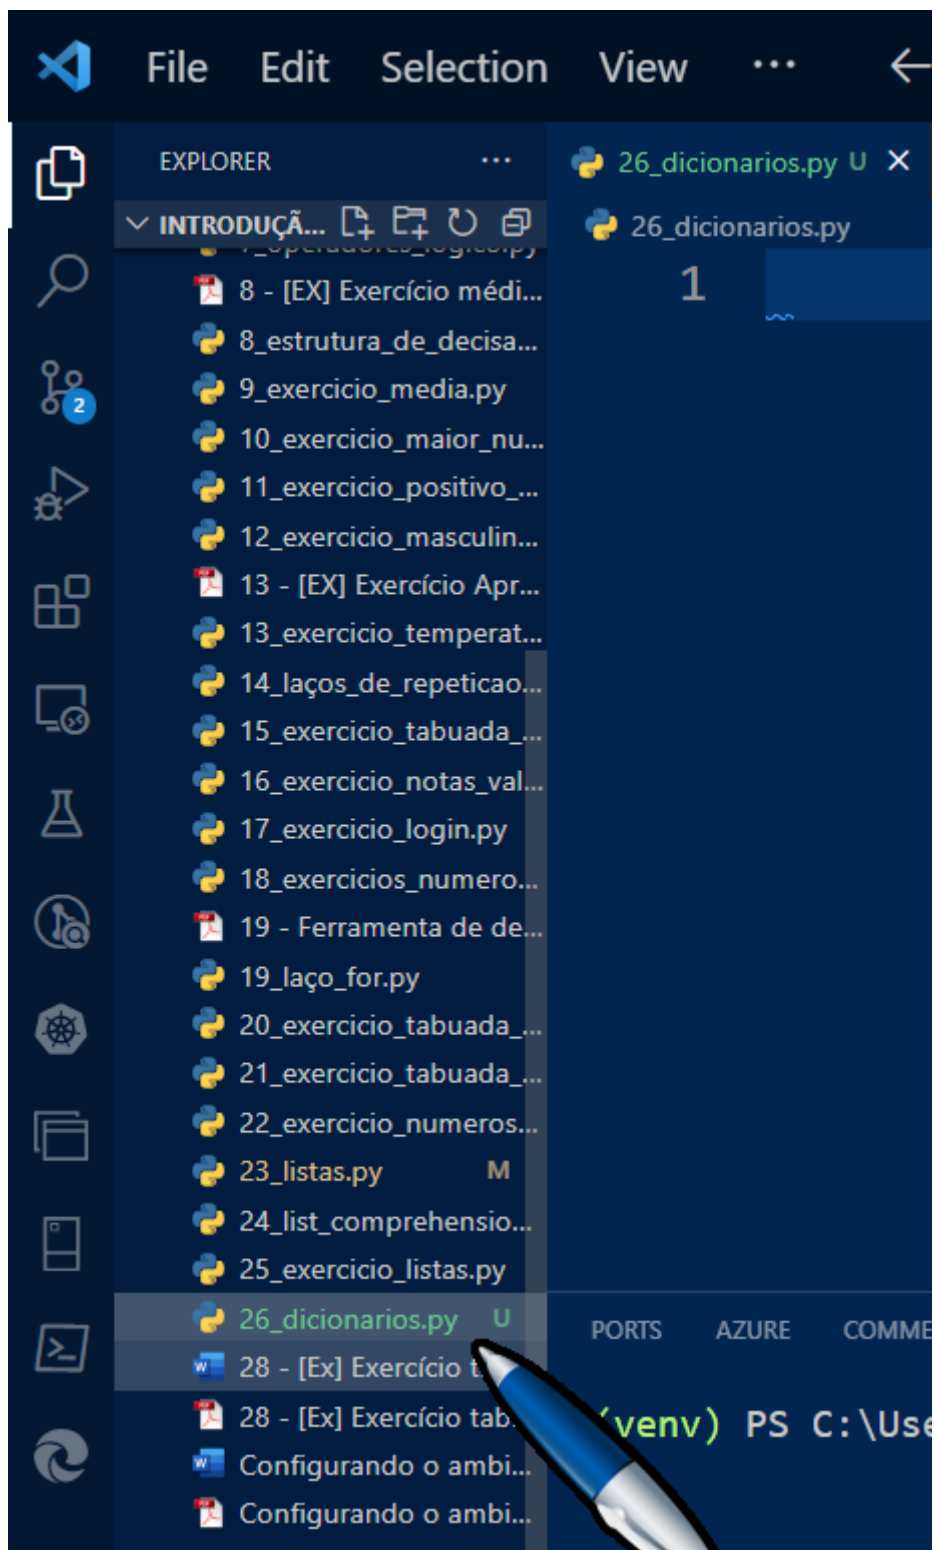 File Edit Selection View ...
EXPLORER ...
INTRODUÇÃ...
7_operadores_logico.py
8 - [EX] Exercício médi...
8_estrutura_de_decisa...
9_exercicio_media.py
10_exercicio_maior_nu...
11_exercicio_positivo_...
12_exercicio_masculin...
13 - [EX] Exercício Apr...
13_exercicio_temperat...
14_laços_de_repeticao...
15_exercicio_tabuada_...
16_exercicio_notas_val...
17_exercicio_login.py
18_exercicios_numero...
19 - Ferramenta de de...
19_laço_for.py
20_exercicio_tabuada_...
21_exercicio_tabuada_...
22_exercicio_numeros...
23_listas.py M
24_list_comprehensio...
25_exercicio_listas.py
26_dicionarios.py U
28 - [Ex] Exercício t
28 - [Ex] Exercício tab
Configurando o ambi...
Configurando o ambi...
2
26_dicionarios.py U
26_dicionarios.py
1
PORTS AZURE COMME
(venv) PS C:\Use